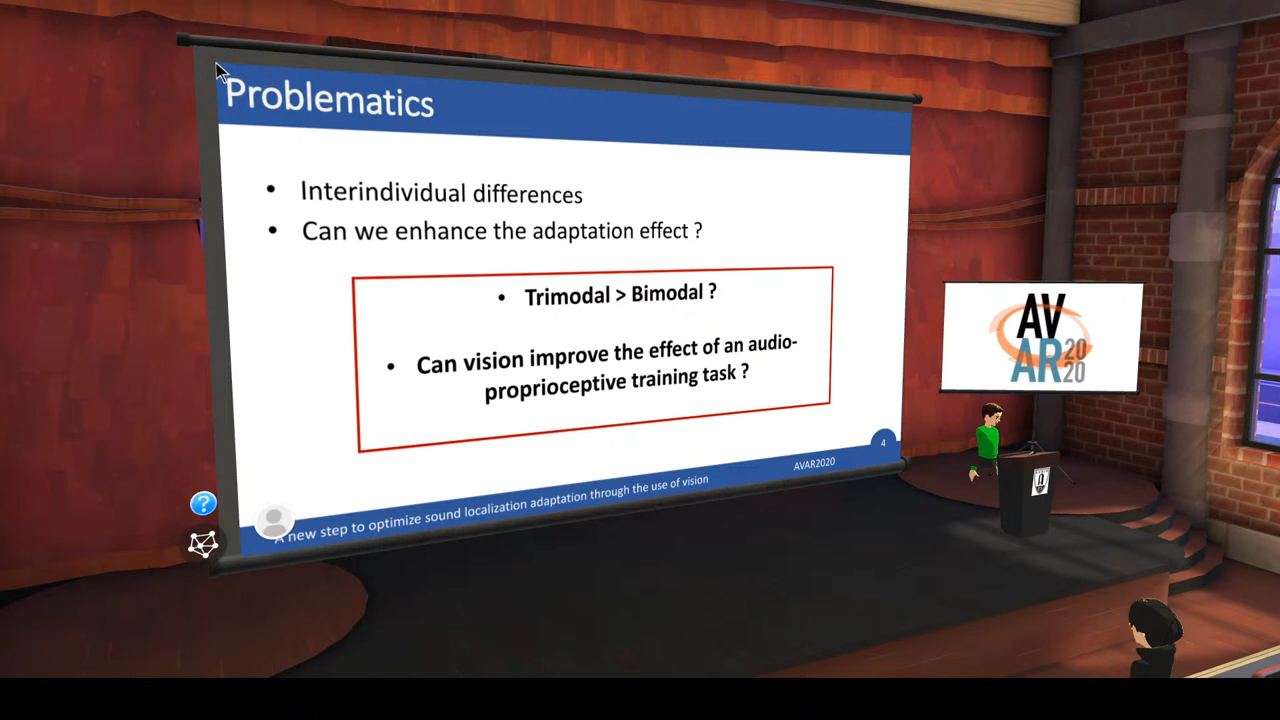 Problematics
• Interindividual differences
• Can we enhance the adaptation effect ?
• Trimodal > Bimodal ?
• Can vision improve the effect of an audio-
proprioceptive training task ?
4
A new step to optimize sound localization adaptation through the use of vision
AVAR2020
AV
AR 20
20
?